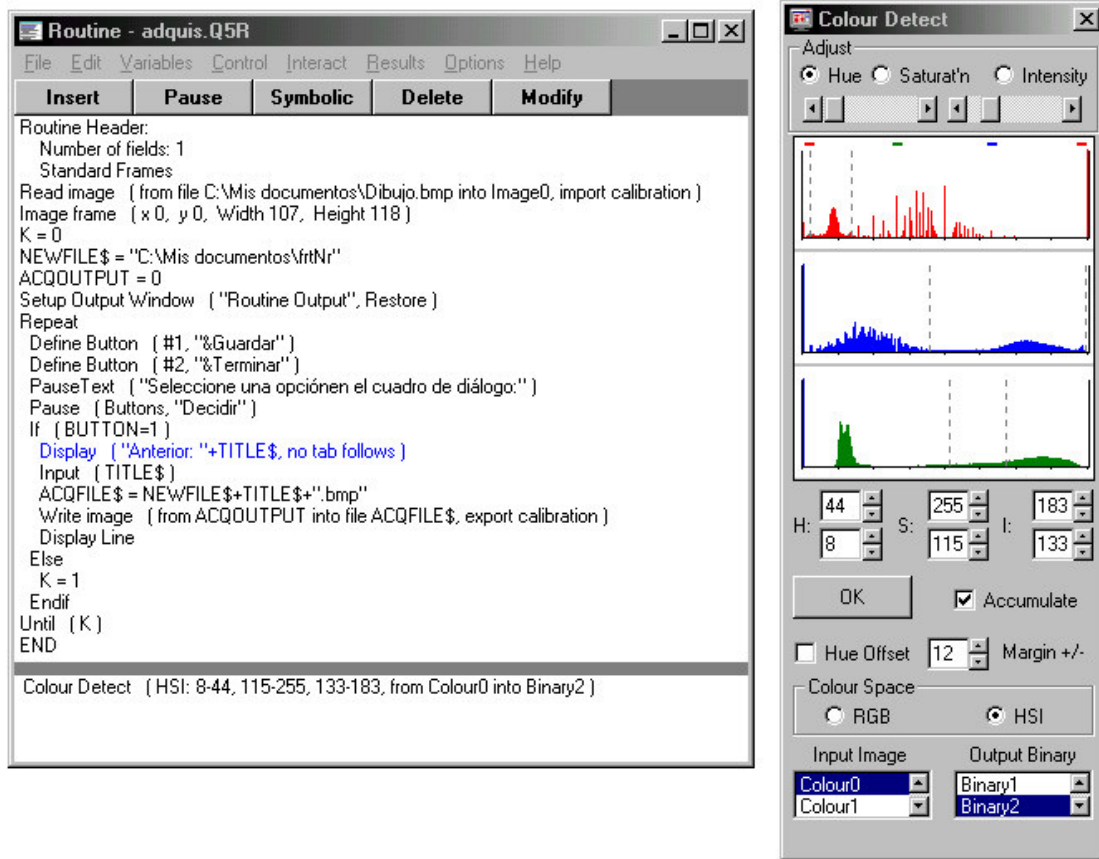 Routine - adquis.Q5R
File Edit Variables Control Interact Results Options Help
Insert Pause Symbolic Delete Modify
Routine Header:
Number of fields: 1
Standard Frames
Read image ( from file C:\Mis documentos\Dibujo.bmp into Image0, import calibration )
Image frame ( x 0, y 0, Width 107, Height 118 )
K = 0
NEWFILE$ = "C:\Mis documentos\frtNr"
ACQOUTPUT = 0
Setup Output Window ( "Routine Output", Restore )
Repeat
Define Button ( #1, "&Guardar" )
Define Button ( #2, "&Terminar" )
PauseText ( "Seleccione una opciónen el cuadro de diálogo:" )
Pause ( Buttons, "Decidir" )
If ( BUTTON=1 )
Display ( "Anterior: "+TITLE$, no tab follows )
Input ( TITLE$ )
ACQFILE$ = NEWFILE$+TITLE$+".bmp"
Write image ( from ACQOUTPUT into file ACQFILE$, export calibration )
Display Line
Else
K = 1
Endif
Until ( K )
END
Colour Detect ( HSI: 8-44, 115-255, 133-183, from Colour0 into Binary2 )
Colour Detect
Adjust
Hue Saturat'n Intensity
H: 44 S: 255 I: 183
8 115 133
OK Accumulate
Hue Offset 12 Margin +/-
Colour Space
RGB HSI
Input Image Output Binary
Colour0 Binary1
Colour1 Binary2